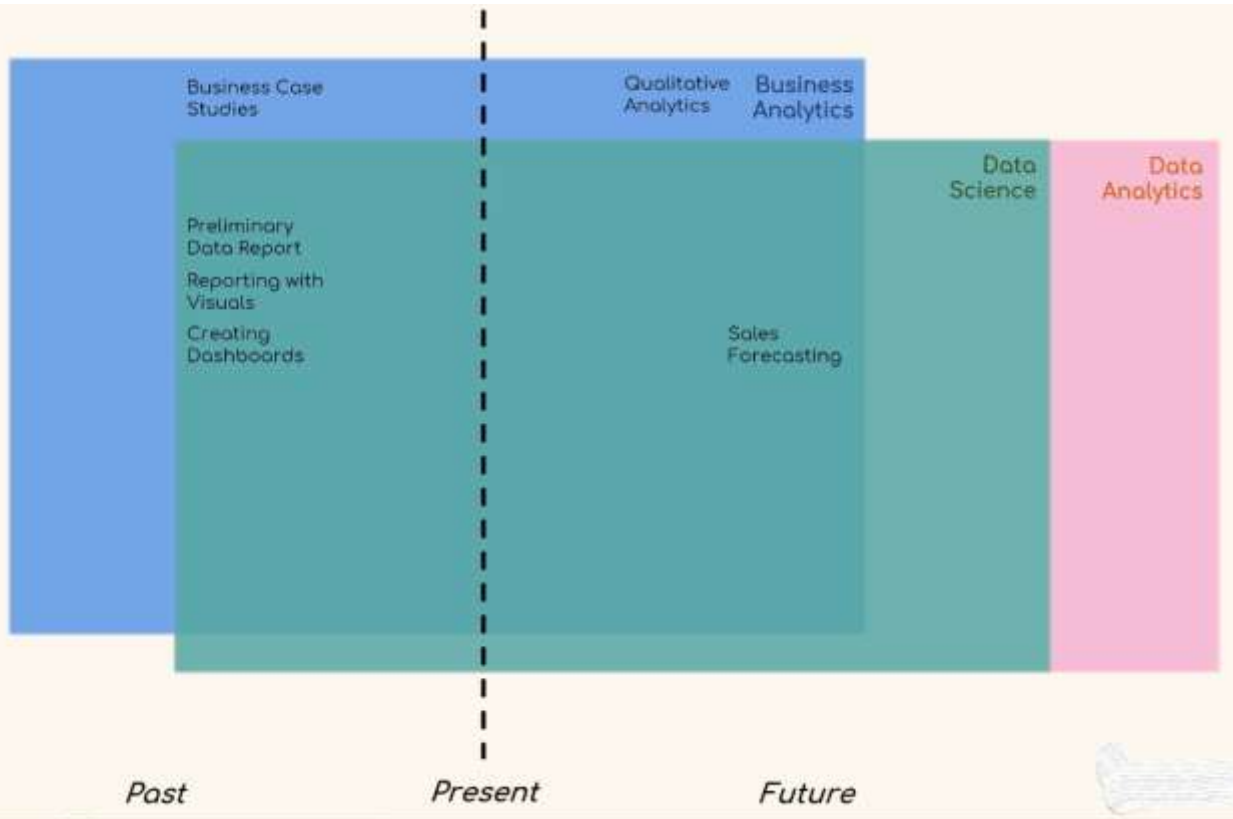 Business Case
Studies
Qualitative
Analytics
Business
Analytics
Data
Science
Data
Analytics
Preliminary
Data Report
Reporting with
Visuals
Creating
Dashboards
Sales
Forecasting
Past
Present
Future